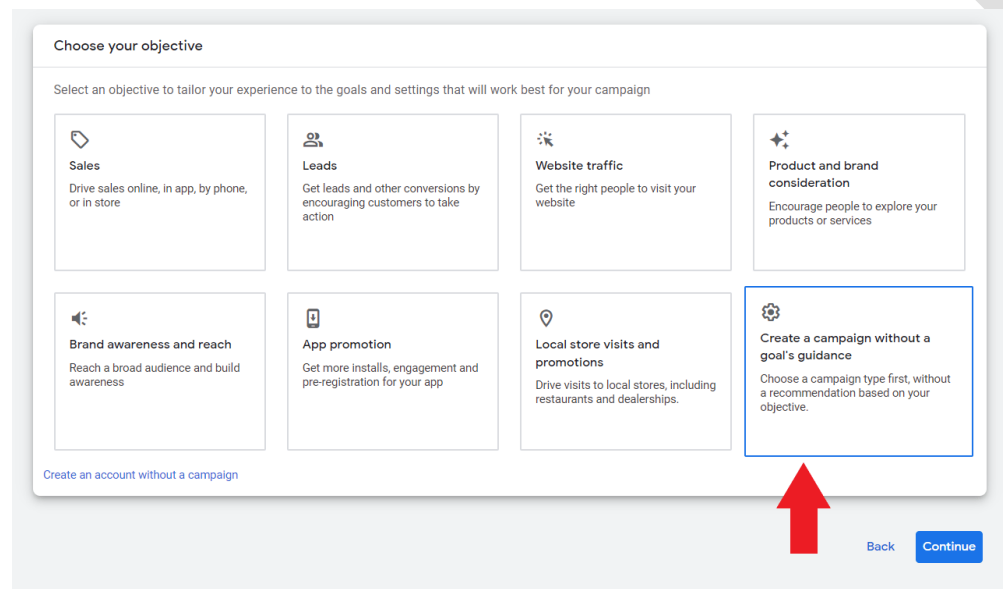 Choose your objective
Select an objective to tailor your experience to the goals and settings that will work best for your campaign
Sales
Drive sales online, in app, by phone,
or in store
Leads
Get leads and other conversions by
encouraging customers to take
action
Website traffic
Get the right people to visit your
website
Product and brand
consideration
Encourage people to explore your
products or services
Brand awareness and reach
Reach a broad audience and build
awareness
App promotion
Get more installs, engagement and
pre-registration for your app
Local store visits and
promotions
Drive visits to local stores, including
restaurants and dealerships.
Create a campaign without a
goal's guidance
Choose a campaign type first, without
a recommendation based on your
objective.
Create an account without a campaign
Back
Continue